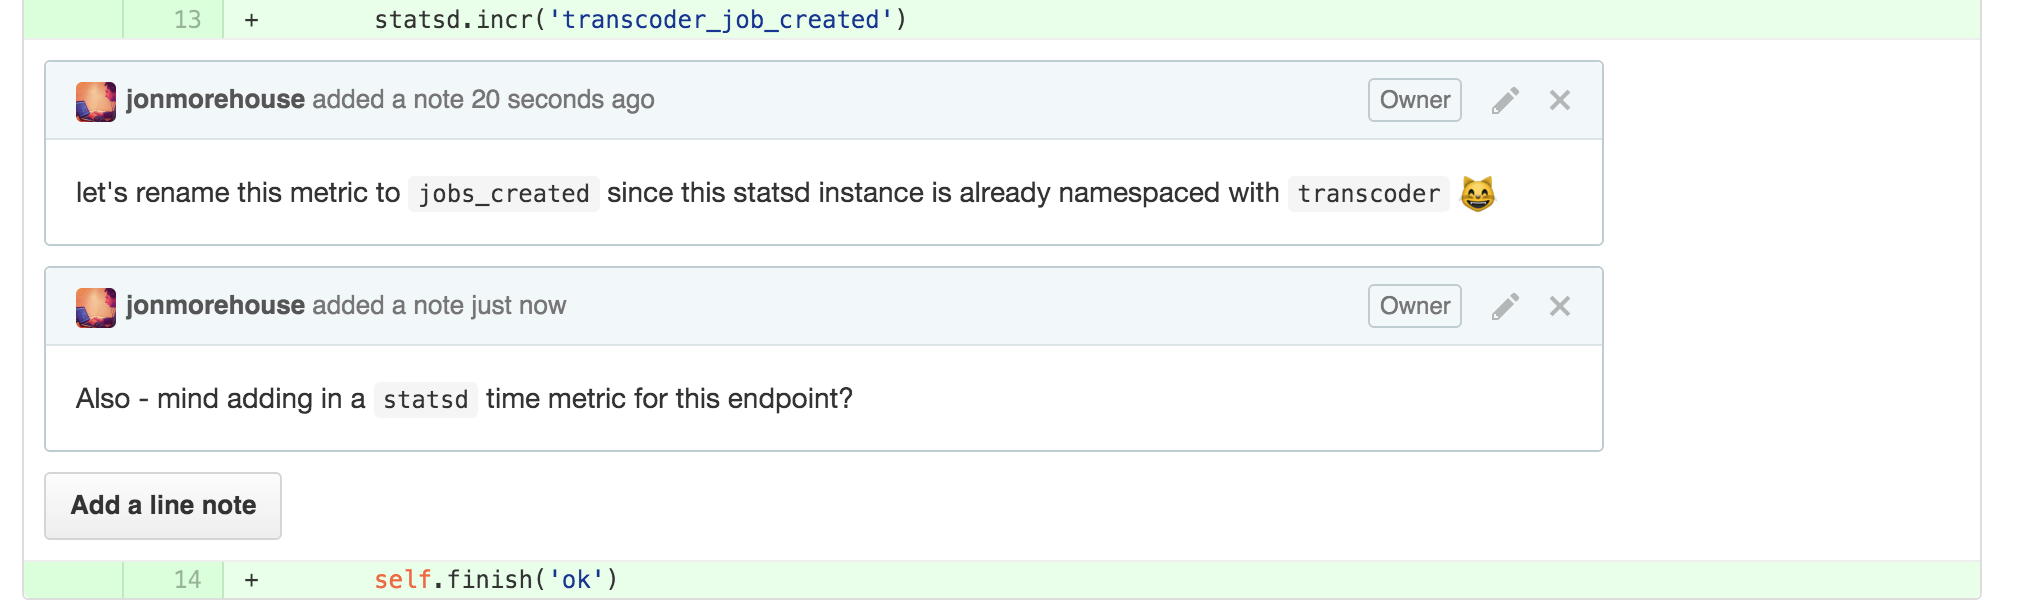 13 + statsd.incr('transcoder_job_created')
jonmorehouse added a note 20 seconds ago Owner
let's rename this metric to jobs_created since this statsd instance is already namespaced with transcoder 😸
jonmorehouse added a note just now Owner
Also - mind adding in a statsd time metric for this endpoint?
Add a line note
14 + self.finish('ok')